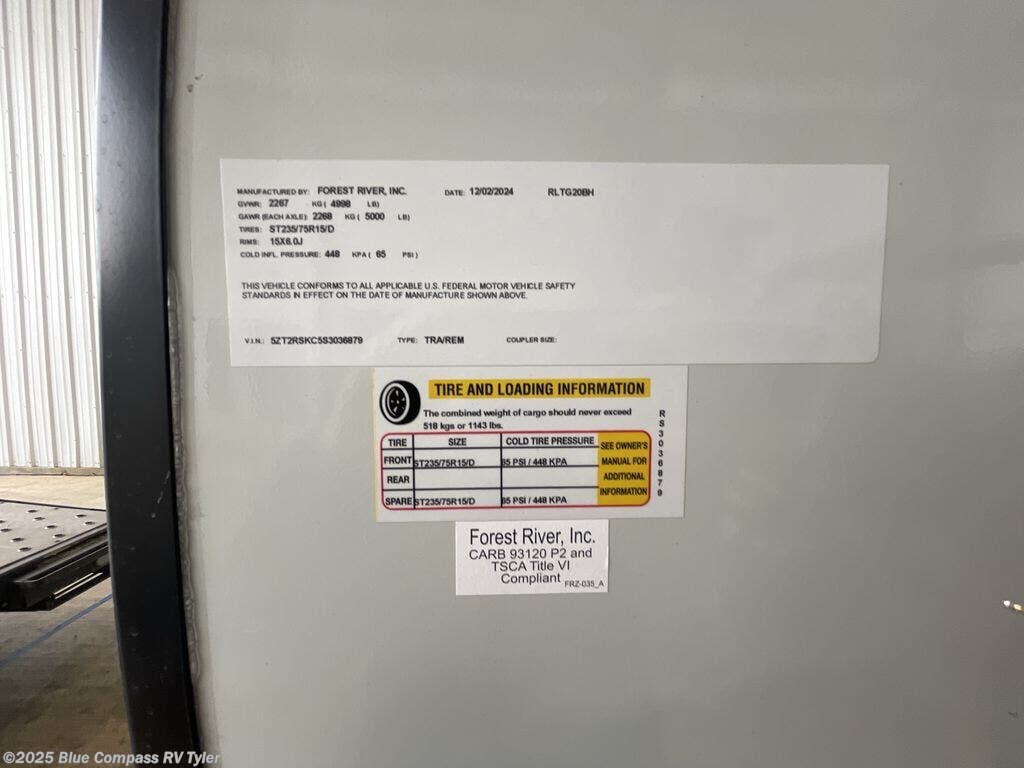 MANUFACTURED BY: FOREST RIVER, INC. DATE: 12/02/2024 RLTG20BH
GVWR: 2267 KG ( 4998 LB)
GAWR (EACH AXLE): 2268 KG ( 5000 LB)
TIRES: ST235/75R15/D
RIMS: 15X6.0J
COLD INFL. PRESSURE: 448 KPA ( 65 PSI )
THIS VEHICLE CONFORMS TO ALL APPLICABLE U.S. FEDERAL MOTOR VEHICLE SAFETY
STANDARDS IN EFFECT ON THE DATE OF MANUFACTURE SHOWN ABOVE.
V.I.N.: 5ZT2RSKC5S3036879 TYPE: TRA/REM COUPLER SIZE:
TIRE AND LOADING INFORMATION
The combined weight of cargo should never exceed
518 kgs or 1143 lbs.
TIRE SIZE COLD TIRE PRESSURE
FRONT ST235/75R15/D 65 PSI / 448 KPA
REAR
SPARE ST235/75R15/D 65 PSI / 448 KPA
SEE OWNER'S
MANUAL FOR
ADDITIONAL
INFORMATION
RS3036879
Forest River, Inc.
CARB 93120 P2 and
TSCA Title VI
Compliant FRZ-035_A
©2025 Blue Compass RV Tyler